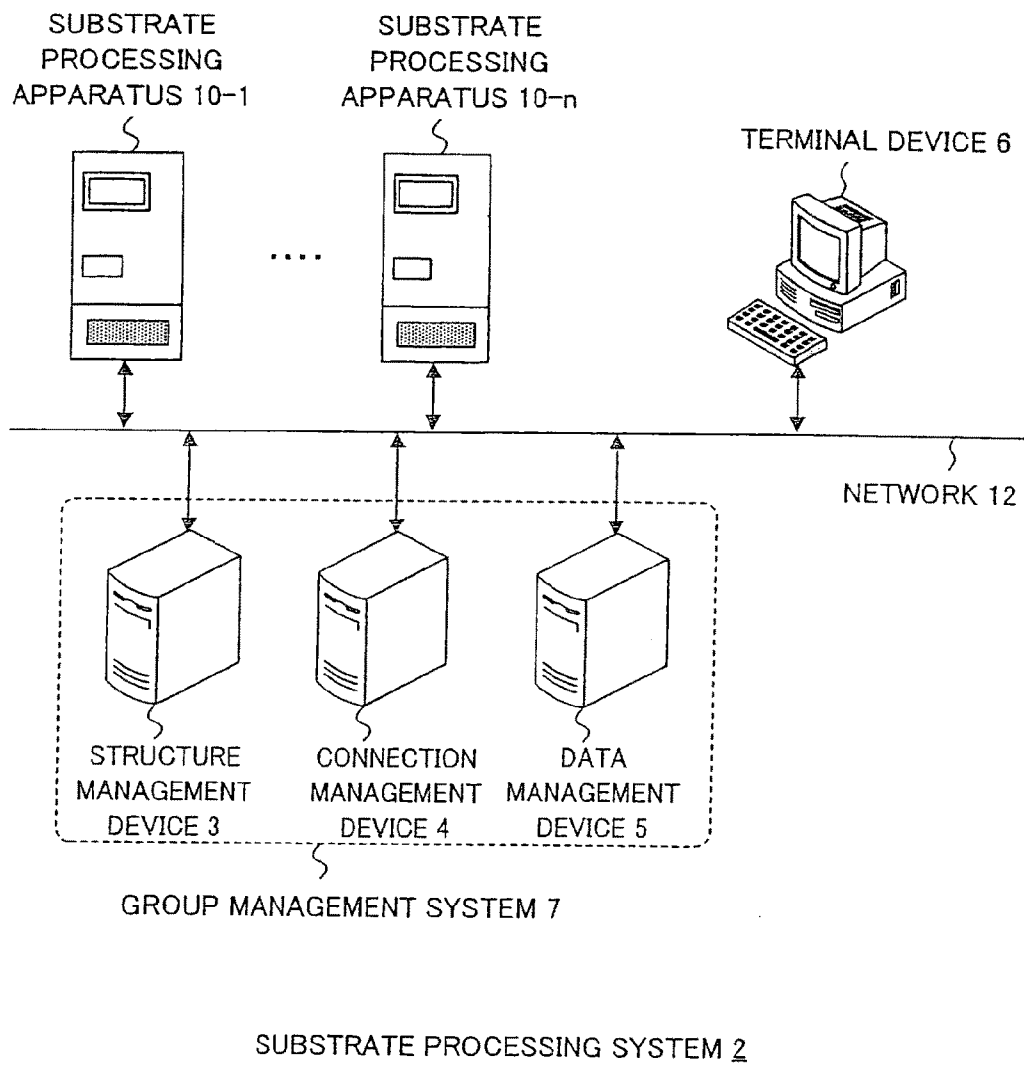 SUBSTRATE
PROCESSING
APPARATUS 10-1
SUBSTRATE
PROCESSING
APPARATUS 10-n
TERMINAL DEVICE 6
....
NETWORK 12
STRUCTURE
MANAGEMENT
DEVICE 3
CONNECTION
MANAGEMENT
DEVICE 4
DATA
MANAGEMENT
DEVICE 5
GROUP MANAGEMENT SYSTEM 7
SUBSTRATE PROCESSING SYSTEM 2